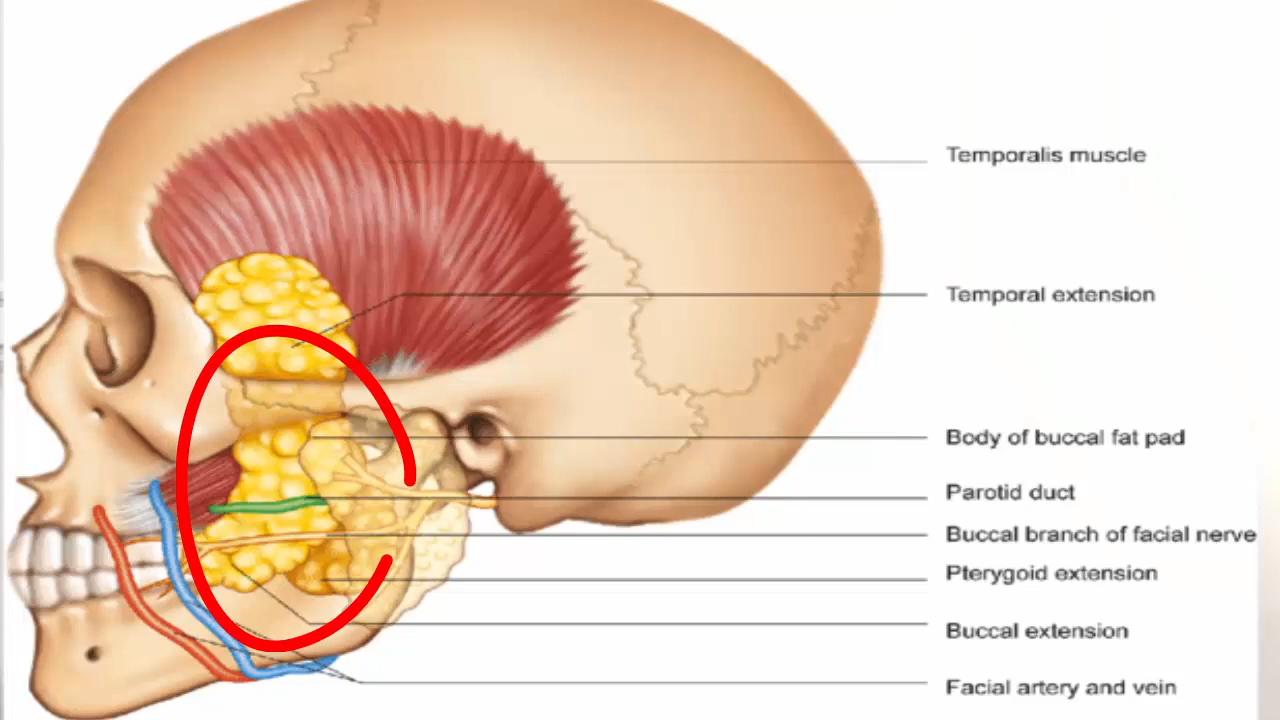 Temporalis muscle
Temporal extension
Body of buccal fat pad
Parotid duct
Buccal branch of facial nerve
Pterygoid extension
Buccal extension
Facial artery and vein